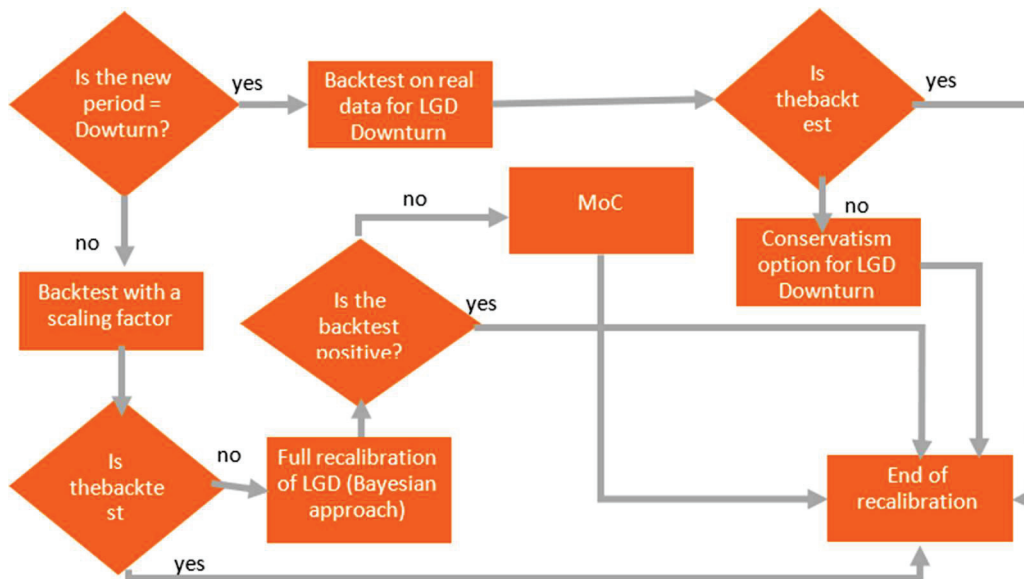 Is the new
period =
Dowturn?
yes
Backtest on real
data for LGD
Downturn
Is
thebackt
est
yes
no
no
MoC
no
Conservatism
option for LGD
Downturn
Backtest with a
scaling factor
Is the
backtest
positive?
yes
Is
thebackte
st
no
Full recalibration
of LGD (Bayesian
approach)
End of
recalibration
yes